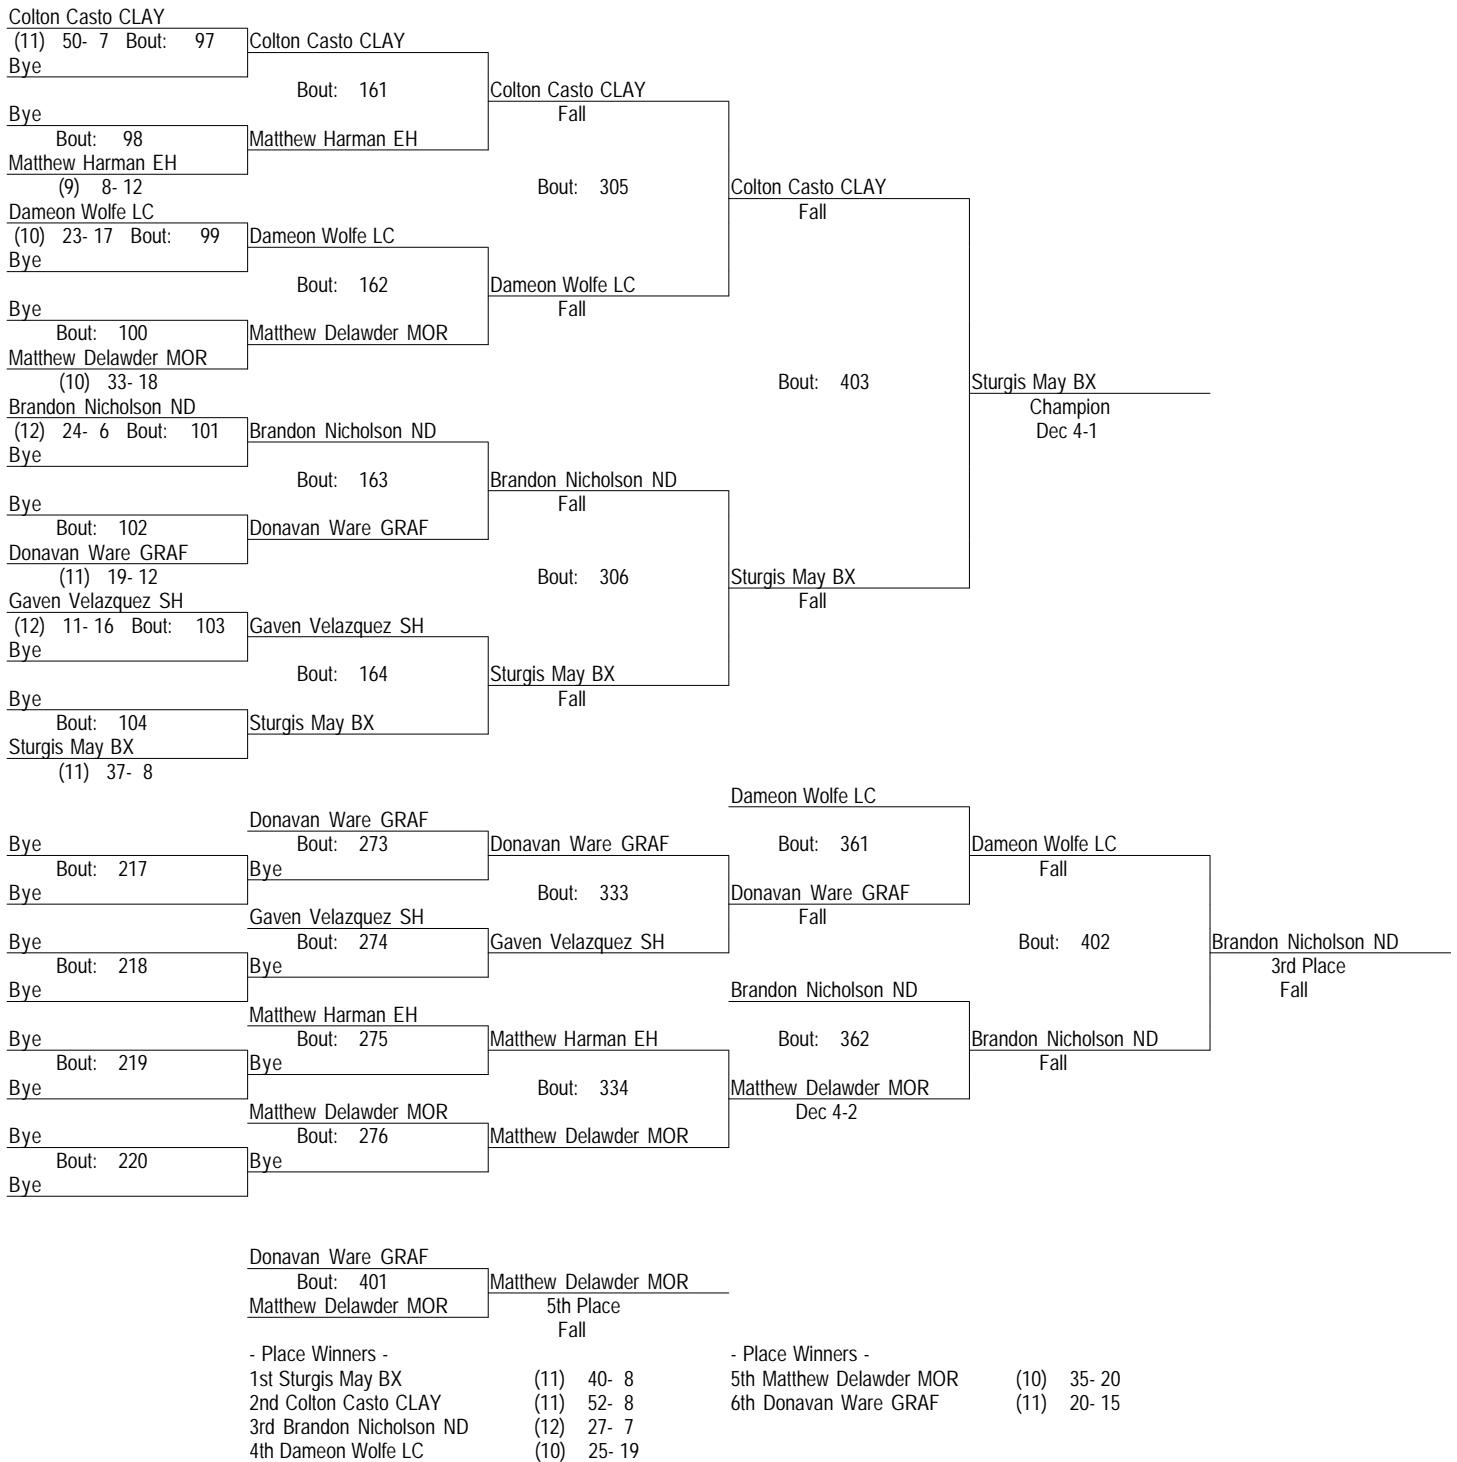 Colton Casto CLAY
(11) 50- 7 Bout: 97 Colton Casto CLAY
Bye
Bout: 161 Colton Casto CLAY
Bye Fall
Bout: 98 Matthew Harman EH
Matthew Harman EH
(9) 8- 12 Bout: 305 Colton Casto CLAY
Dameon Wolfe LC Fall
(10) 23- 17 Bout: 99 Dameon Wolfe LC
Bye
Bout: 162 Dameon Wolfe LC
Bye Fall
Bout: 100 Matthew Delawder MOR
Matthew Delawder MOR
(10) 33- 18 Bout: 403 Sturgis May BX
Brandon Nicholson ND Champion
(12) 24- 6 Bout: 101 Brandon Nicholson ND Dec 4-1
Bye
Bout: 163 Brandon Nicholson ND
Bye Fall
Bout: 102 Donavan Ware GRAF
Donavan Ware GRAF
(11) 19- 12 Bout: 306 Sturgis May BX
Gaven Velazquez SH Fall
(12) 11- 16 Bout: 103 Gaven Velazquez SH
Bye
Bout: 164 Sturgis May BX
Bye Fall
Bout: 104 Sturgis May BX
Sturgis May BX
(11) 37- 8
Dameon Wolfe LC
Donavan Ware GRAF
Bye Bout: 273 Donavan Ware GRAF Bout: 361 Dameon Wolfe LC
Bout: 217 Bye Fall
Bye Bout: 333 Donavan Ware GRAF
Gaven Velazquez SH Fall
Bye Bout: 274 Gaven Velazquez SH Bout: 402 Brandon Nicholson ND
Bout: 218 Bye 3rd Place
Bye Brandon Nicholson ND Fall
Matthew Harman EH
Bye Bout: 275 Matthew Harman EH Bout: 362 Brandon Nicholson ND
Bout: 219 Bye Fall
Bye Bout: 334 Matthew Delawder MOR
Matthew Delawder MOR Dec 4-2
Bye Bout: 276 Matthew Delawder MOR
Bout: 220 Bye
Bye
Donavan Ware GRAF
Bout: 401 Matthew Delawder MOR
Matthew Delawder MOR 5th Place
Fall
- Place Winners - - Place Winners -
1st Sturgis May BX (11) 40- 8 5th Matthew Delawder MOR (10) 35- 20
2nd Colton Casto CLAY (11) 52- 8 6th Donavan Ware GRAF (11) 20- 15
3rd Brandon Nicholson ND (12) 27- 7
4th Dameon Wolfe LC (10) 25- 19